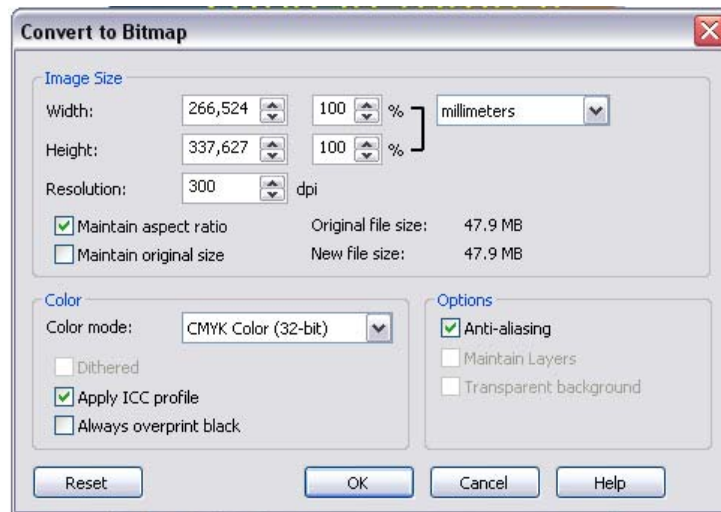 Convert to Bitmap
Image Size
Width: 266,524 100 % millimeters
Height: 337,627 100 %
Resolution: 300 dpi
Maintain aspect ratio Original file size: 47.9 MB
Maintain original size New file size: 47.9 MB
Color Options
Color mode: CMYK Color (32-bit) Anti-aliasing
Dithered Maintain Layers
Apply ICC profile Transparent background
Always overprint black
Reset OK Cancel Help